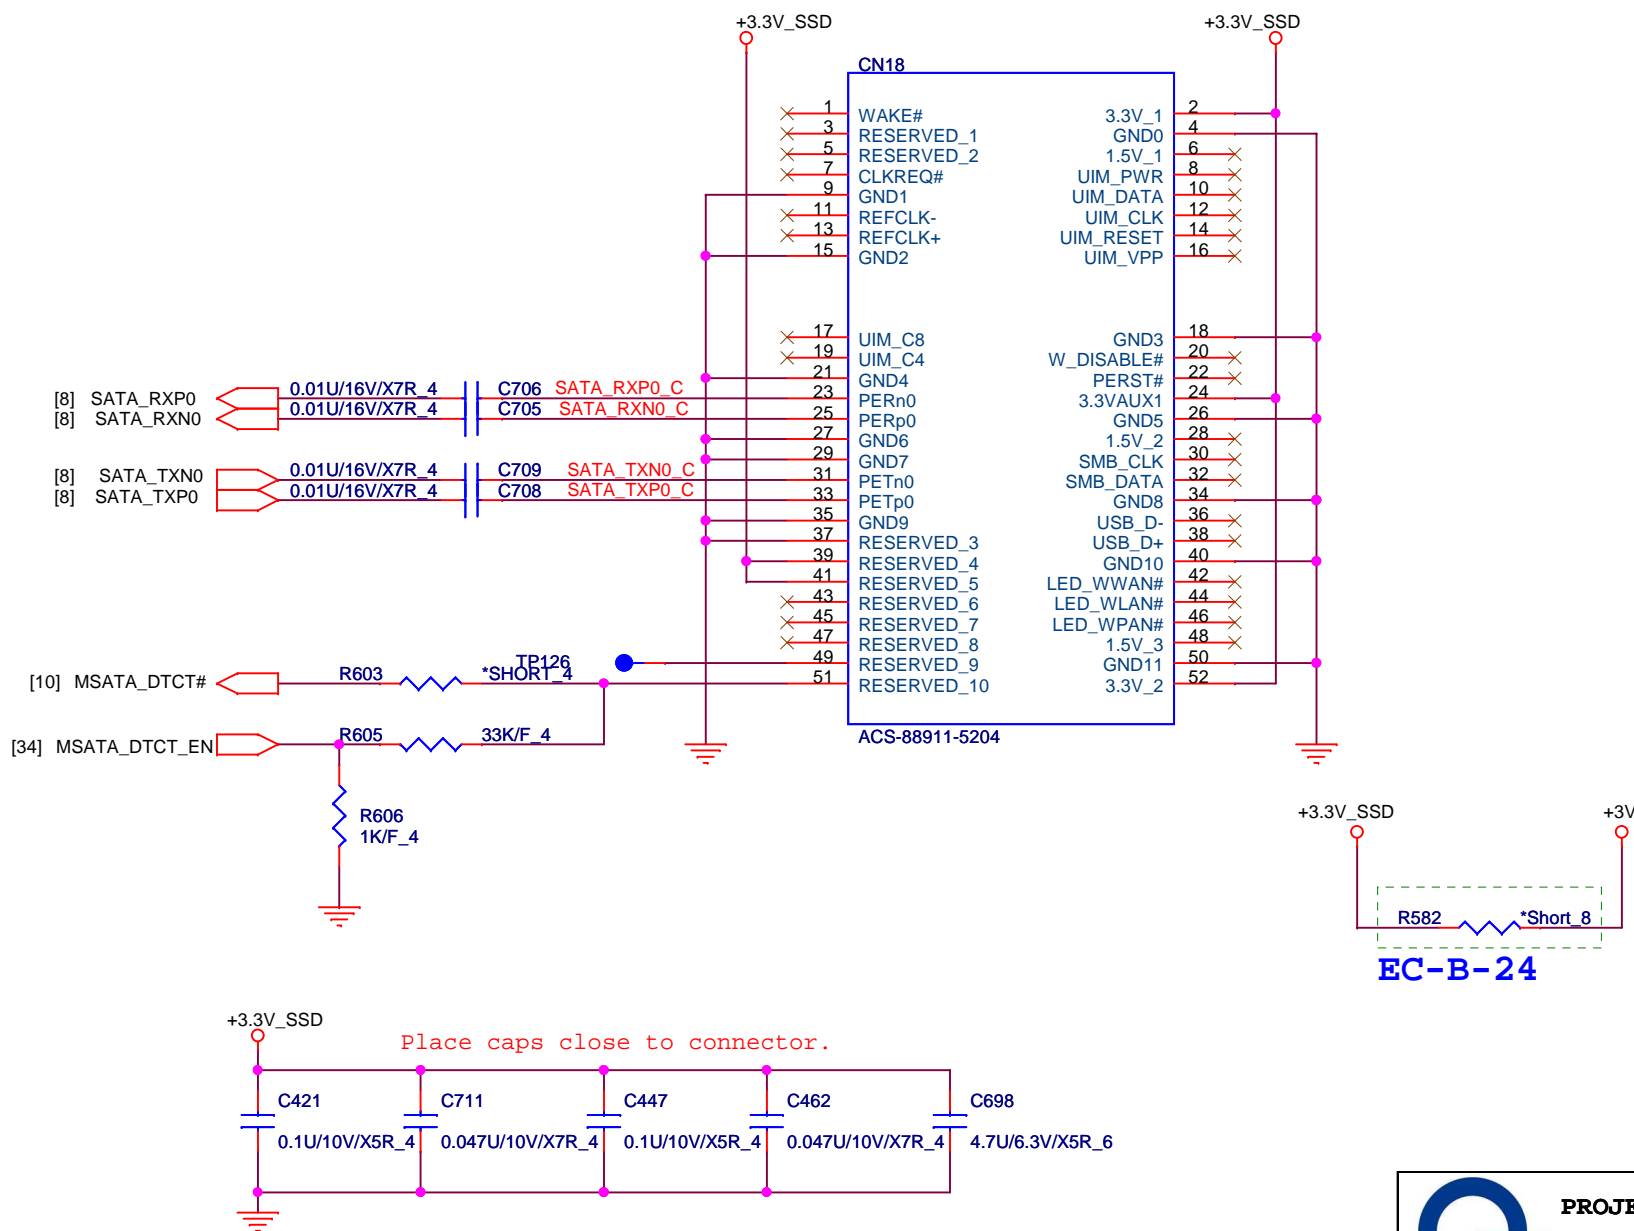 +3.3V_SSD
+3.3V_SSD
CN18
1 WAKE# 3.3V_1 2
3 RESERVED_1 GND0 4
5 RESERVED_2 1.5V_1 6
7 CLKREQ# UIM_PWR 8
9 GND1 UIM_DATA 10
11 REFCLK- UIM_CLK 12
13 REFCLK+ UIM_RESET 14
15 GND2 UIM_VPP 16
17 UIM_C8 GND3 18
19 UIM_C4 W_DISABLE# 20
21 GND4 PERST# 22
[8] SATA_RXP0 0.01U/16V/X7R_4 C706 SATA_RXP0_C 23 PERn0 3.3VAUX1 24
[8] SATA_RXN0 0.01U/16V/X7R_4 C705 SATA_RXN0_C 25 PERp0 GND5 26
27 GND6 1.5V_2 28
29 GND7 SMB_CLK 30
[8] SATA_TXN0 0.01U/16V/X7R_4 C709 SATA_TXN0_C 31 PETn0 SMB_DATA 32
[8] SATA_TXP0 0.01U/16V/X7R_4 C708 SATA_TXP0_C 33 PETp0 GND8 34
35 GND9 USB_D- 36
37 RESERVED_3 USB_D+ 38
39 RESERVED_4 GND10 40
41 RESERVED_5 LED_WWAN# 42
43 RESERVED_6 LED_WLAN# 44
45 RESERVED_7 LED_WPAN# 46
47 RESERVED_8 1.5V_3 48
TP126 49 RESERVED_9 GND11 50
[10] MSATA_DTCT# R603 *SHORT_4 51 RESERVED_10 3.3V_2 52
[34] MSATA_DTCT_EN R605 33K/F_4
ACS-88911-5204
R606
1K/F_4
+3.3V_SSD +3V
R582 *Short_8
EC-B-24
+3.3V_SSD
Place caps close to connector.
C421 C711 C447 C462 C698
0.1U/10V/X5R_4 0.047U/10V/X7R_4 0.1U/10V/X5R_4 0.047U/10V/X7R_4 4.7U/6.3V/X5R_6
PROJE